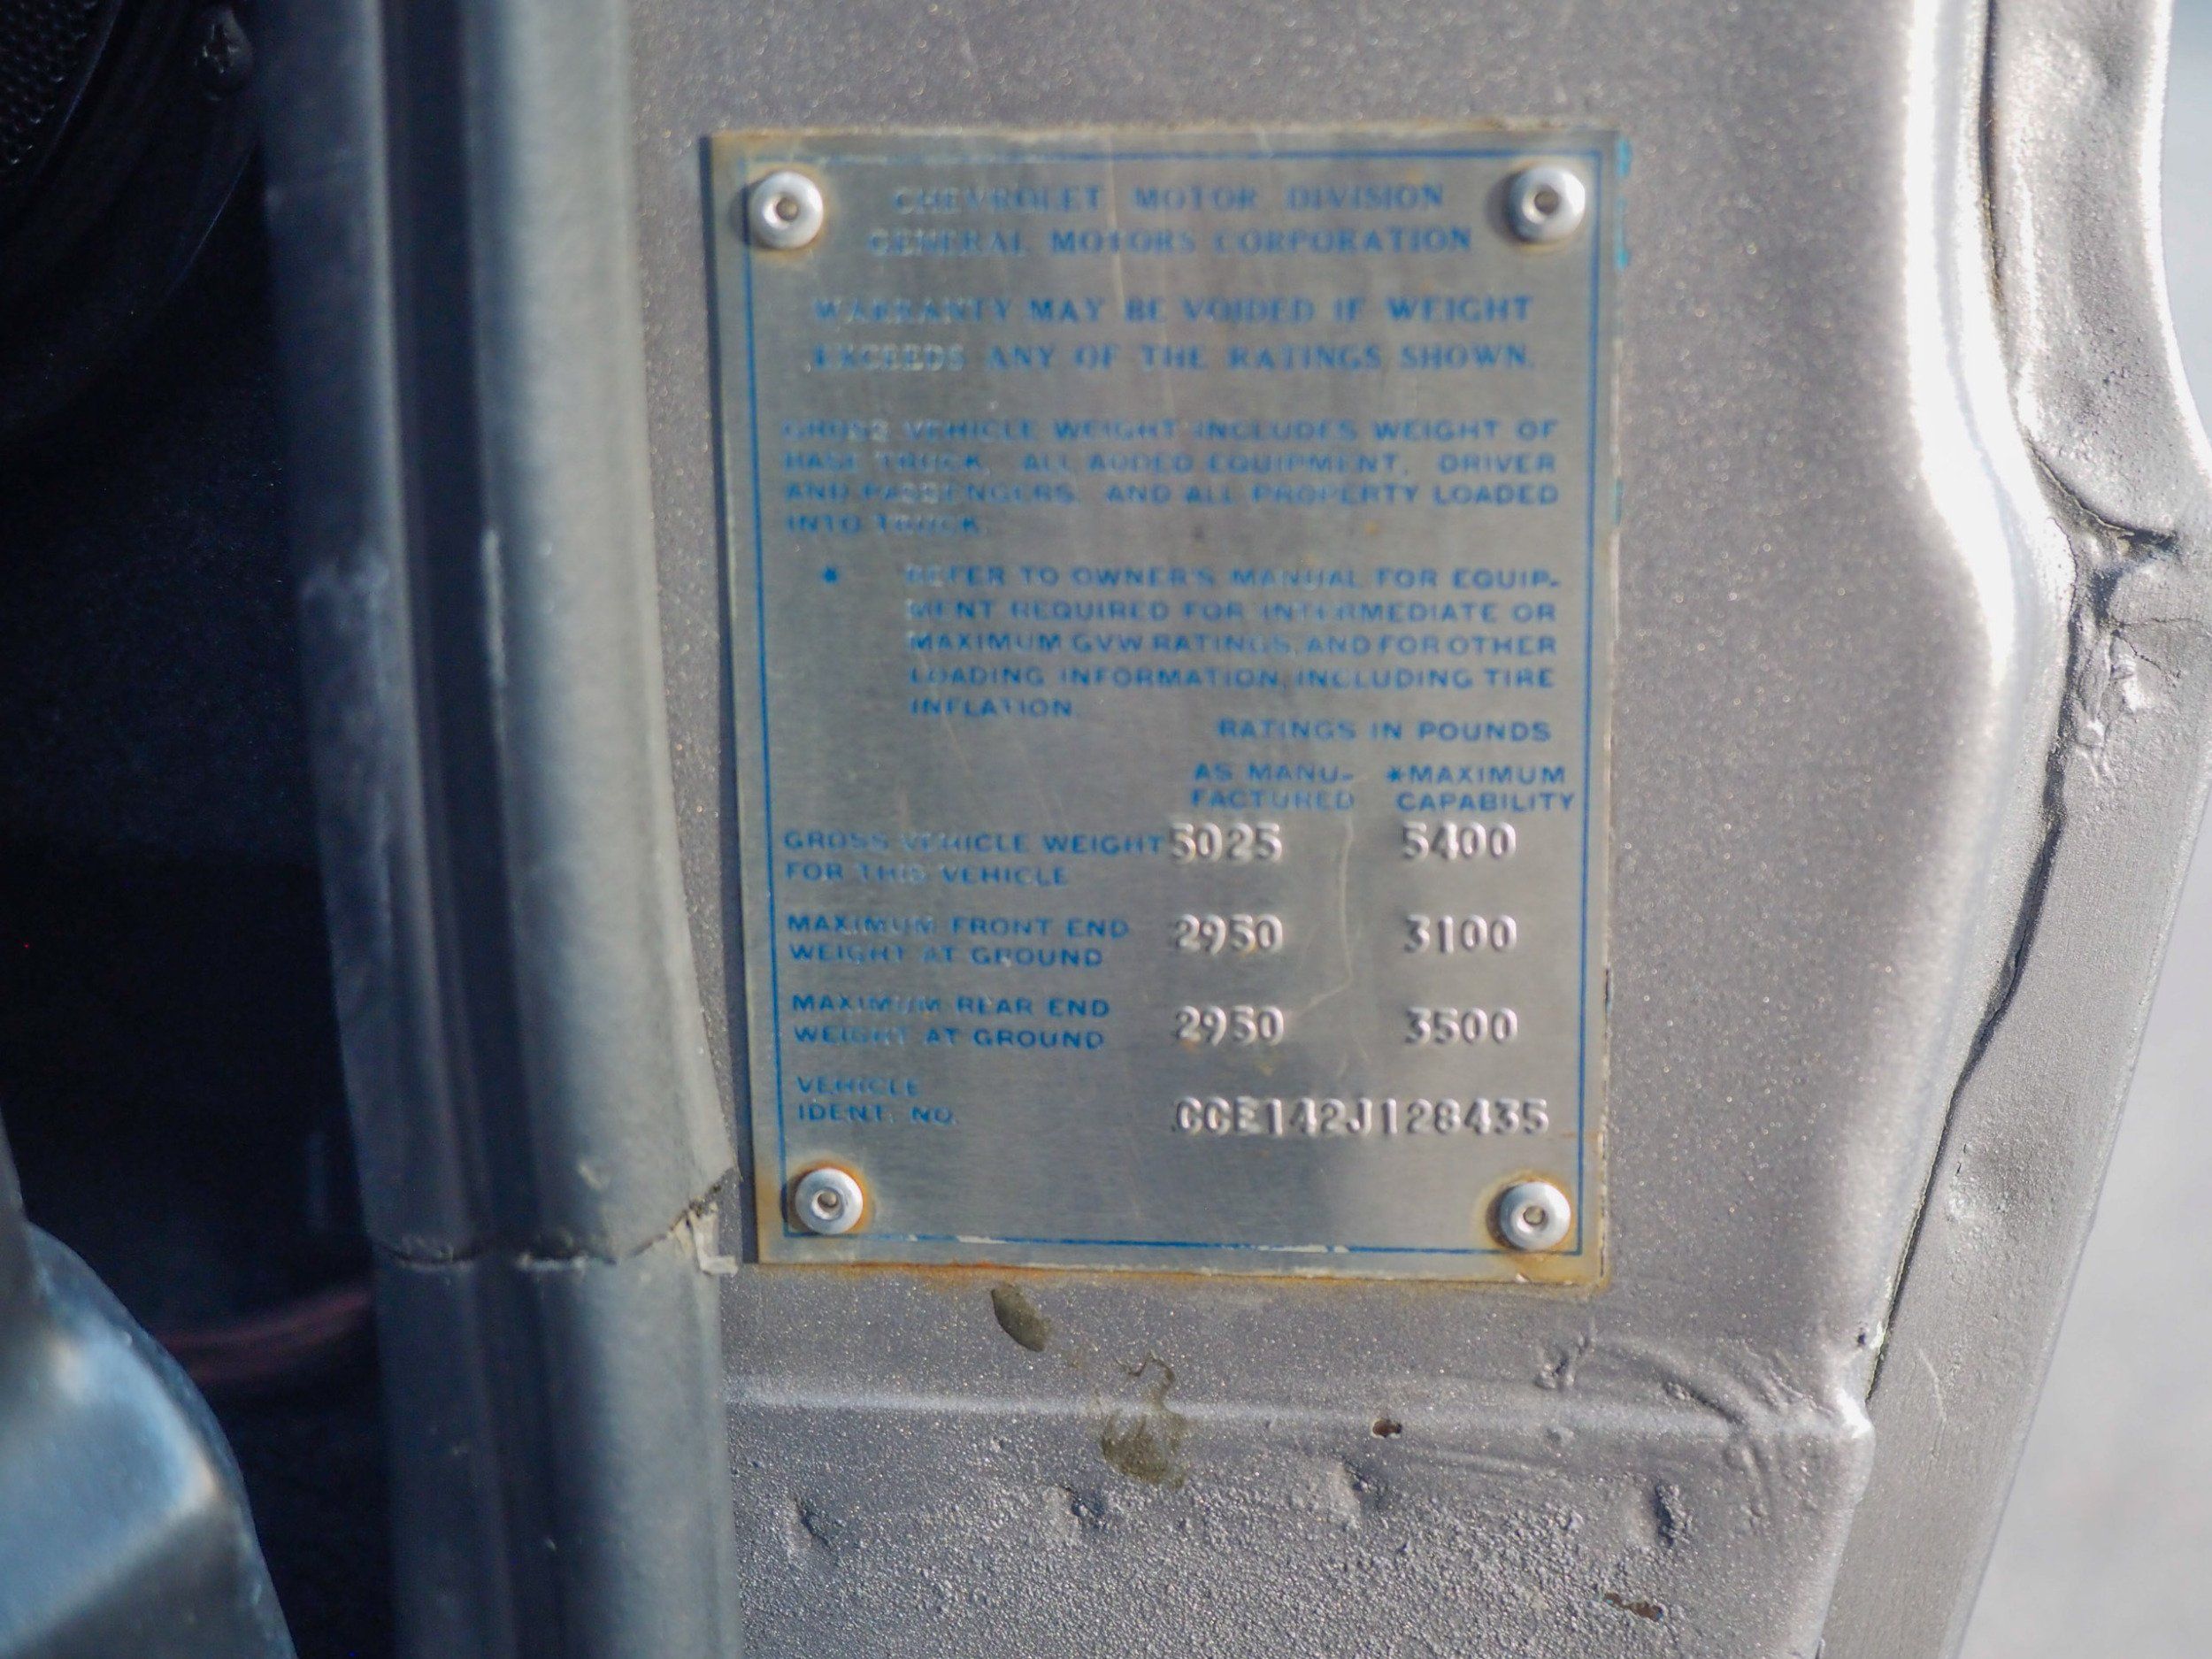 CHEVROLET MOTOR DIVISION
GENERAL MOTORS CORPORATION
WARRANTY MAY BE VOIDED IF WEIGHT
EXCEEDS ANY OF THE RATINGS SHOWN.
GROSS VEHICLE WEIGHT INCLUDES WEIGHT OF
BASE TRUCK, ALL ADDED EQUIPMENT, DRIVER
AND PASSENGERS, AND ALL PROPERTY LOADED
INTO TRUCK.
* REFER TO OWNER'S MANUAL FOR EQUIP-
MENT REQUIRED FOR INTERMEDIATE OR
MAXIMUM GVW RATINGS, AND FOR OTHER
LOADING INFORMATION, INCLUDING TIRE
INFLATION.
RATINGS IN POUNDS
AS MANU- *MAXIMUM
FACTURED CAPABILITY
GROSS VEHICLE WEIGHT 5025 5400
FOR THIS VEHICLE
MAXIMUM FRONT END 2950 3100
WEIGHT AT GROUND
MAXIMUM REAR END 2950 3500
WEIGHT AT GROUND
VEHICLE
IDENT. NO. CCE142J128435